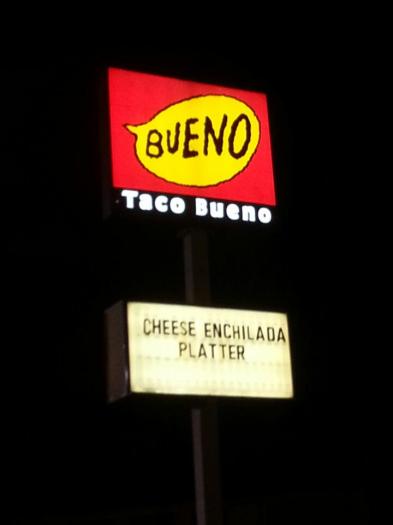 BUENO
Taco Bueno
CHEESE ENCHILADA
PLATTER